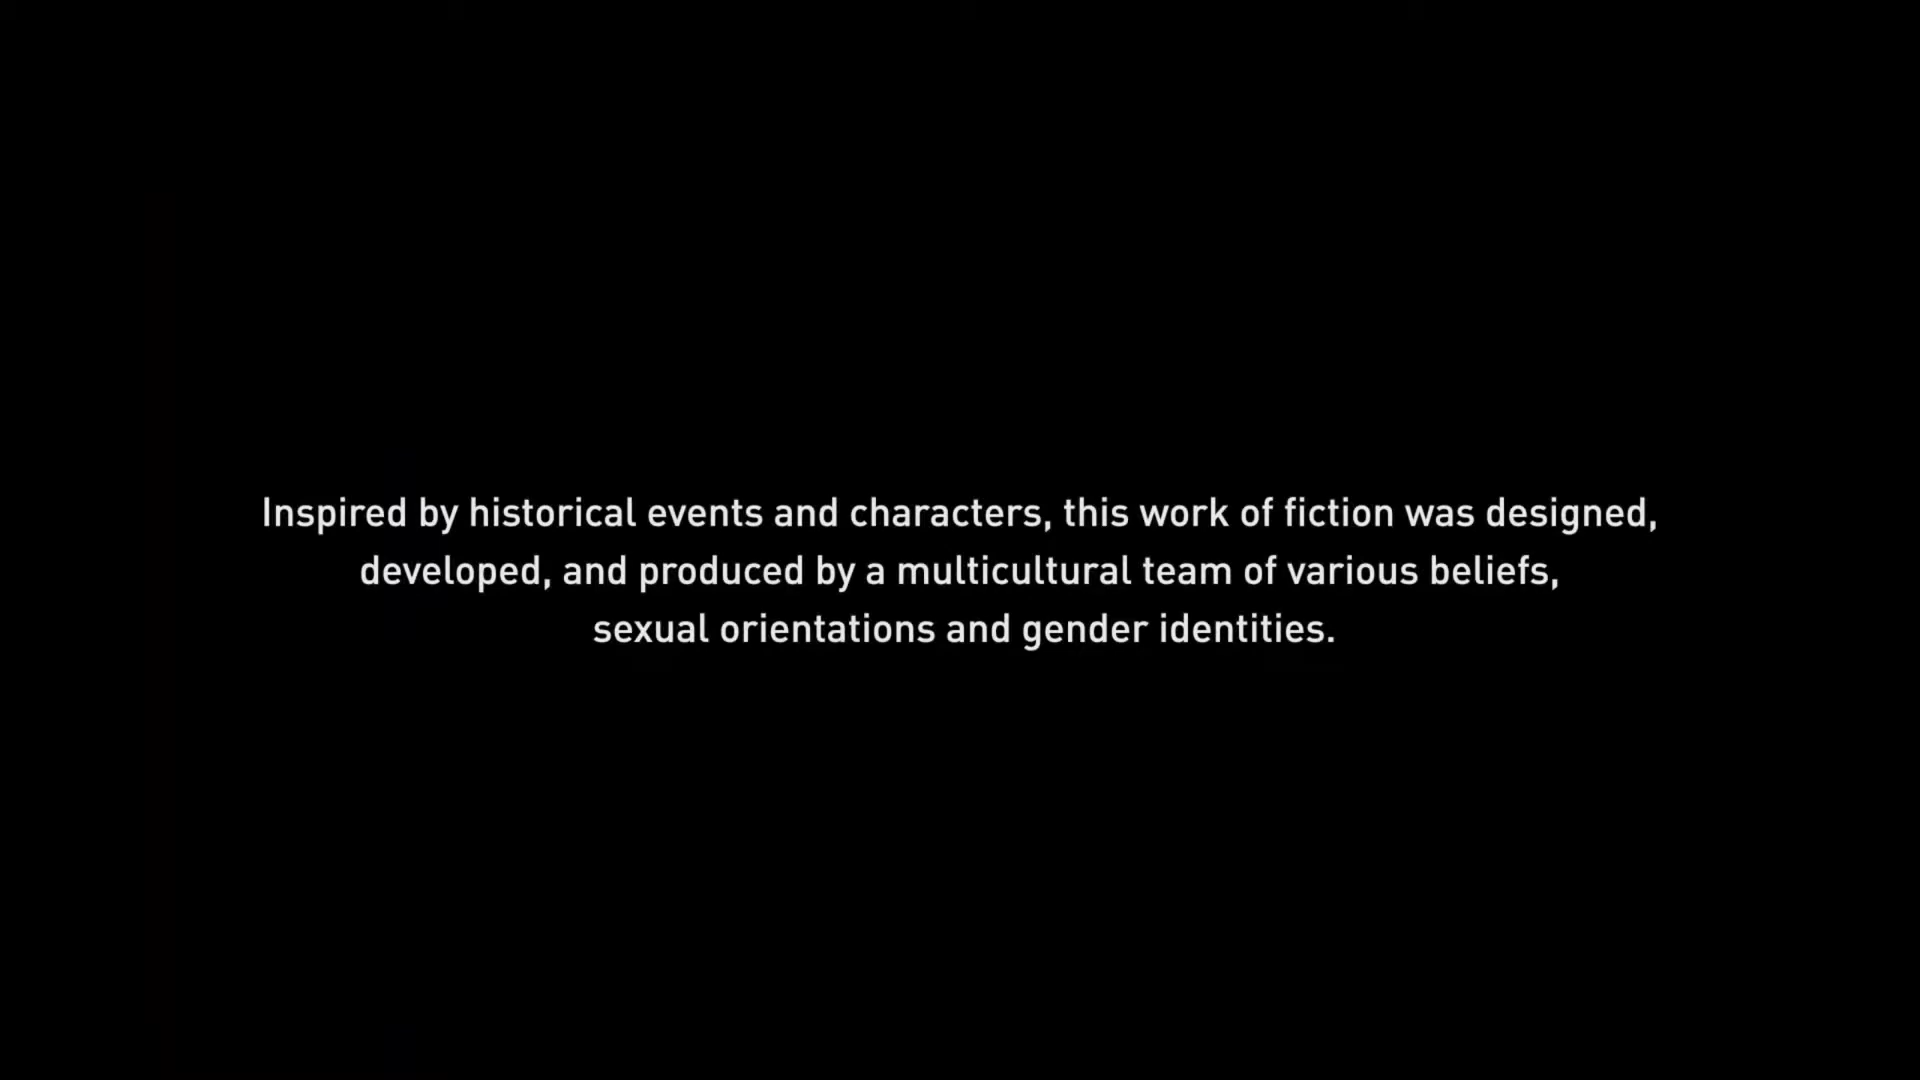 Inspired by historical events and characters, this work of fiction was designed,
developed, and produced by a multicultural team of various beliefs,
sexual orientations and gender identities.